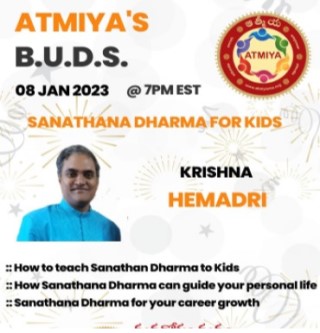 ATMIYA'S
B.U.D.S.
08 JAN 2023 @ 7PM EST
ATMIYA
SANATHANA DHARMA FOR KIDS
KRISHNA
HEMADRI
:: How to teach Sanathan Dharma to Kids
:: How Sanathana Dharma can guide your personal life
:: Sanathana Dharma for your career growth